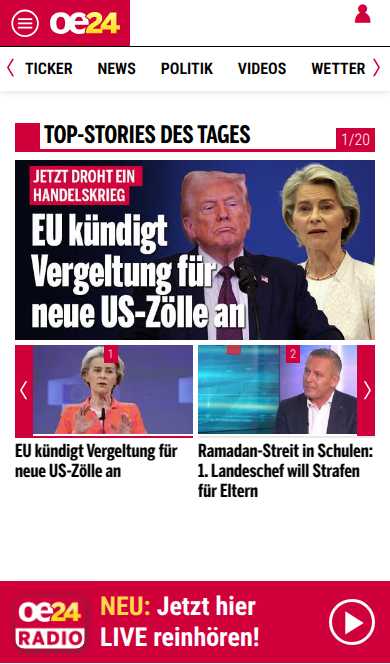 oe24
TICKER NEWS POLITIK VIDEOS WETTER
TOP-STORIES DES TAGES
1/20
JETZT DROHT EIN
HANDELSKRIEG
EU kündigt
Vergeltung für
neue US-Zölle an
1
2
EU kündigt Vergeltung für
neue US-Zölle an
Ramadan-Streit in Schulen:
1. Landeschef will Strafen
für Eltern
oe24
RADIO
NEU: Jetzt hier
LIVE reinhören!